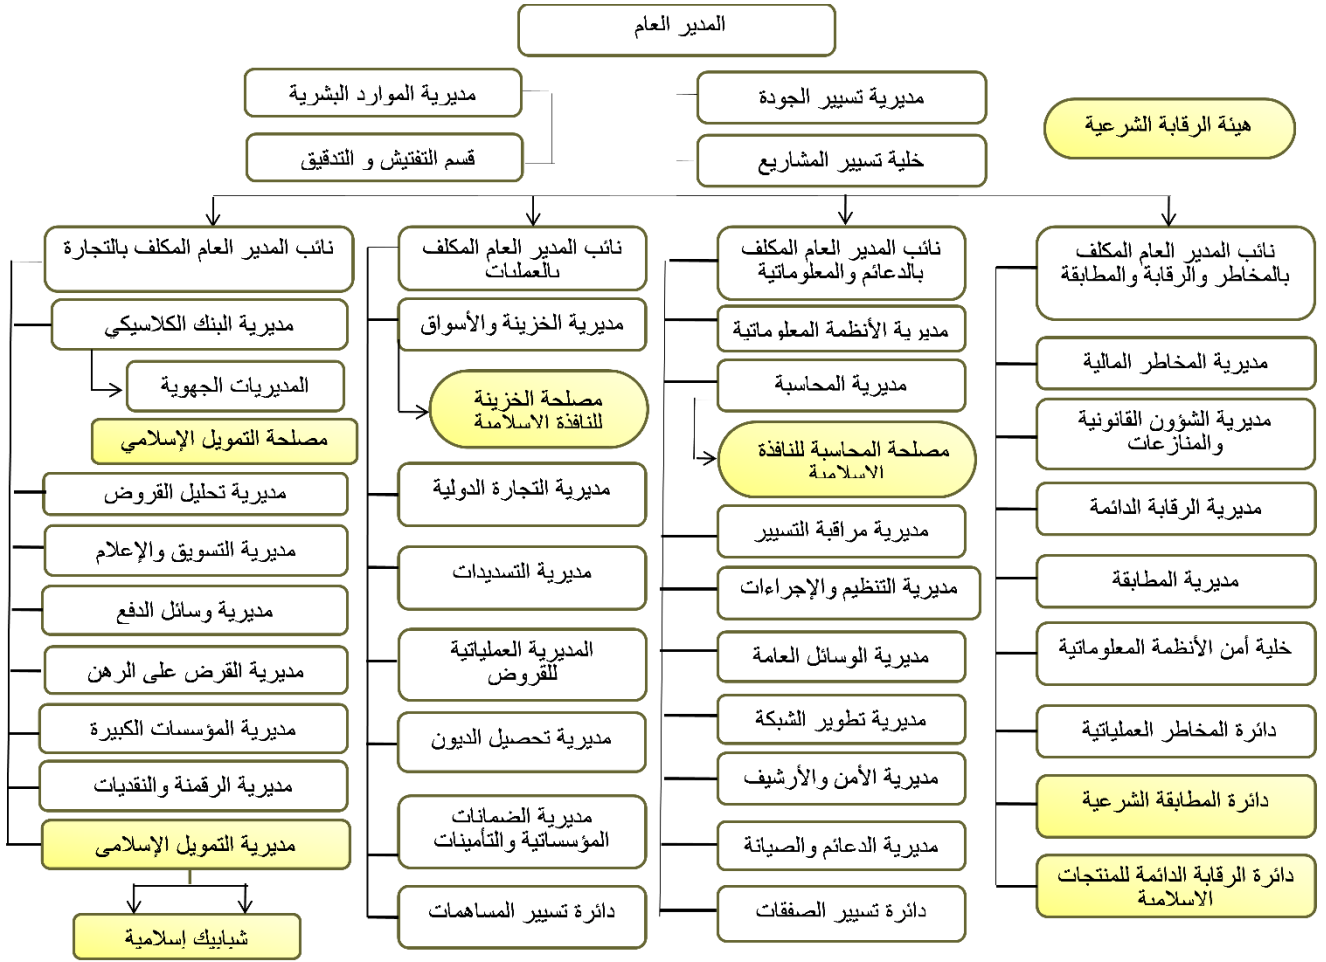 المدير العام
مديرية تسيير الجودة
مديرية الموارد البشرية
هيئة الرقابة الشرعية
خلية تسيير المشاريع
قسم التفتيش و التدقيق
نائب المدير العام المكلف
بالمخاطر والرقابة والمطابقة
مديرية المخاطر المالية
مديرية الشؤون القانونية
والمنازعات
مديرية الرقابة الدائمة
مديرية المطابقة
خلية أمن الأنظمة المعلوماتية
دائرة المخاطر العملياتية
دائرة المطابقة الشرعية
دائرة الرقابة الدائمة للمنتجات
الاسلامية
نائب المدير العام المكلف
بالدعائم والمعلوماتية
مديرية الأنظمة المعلوماتية
مديرية المحاسبة
مصلحة المحاسبة للنافذة
الاسلامية
مديرية مراقبة التسيير
مديرية التنظيم والإجراءات
مديرية الوسائل العامة
مديرية تطوير الشبكة
مديرية الأمن والأرشيف
مديرية الدعائم والصيانة
دائرة تسيير الصفقات
نائب المدير العام المكلف
بالعمليات
مديرية الخزينة والأسواق
مصلحة الخزينة
للنافذة الاسلامية
مديرية التجارة الدولية
مديرية التسديدات
المديرية العملياتية
للقروض
مديرية تحصيل الديون
مديرية الضمانات
المؤسساتية والتأمينات
دائرة تسيير المساهمات
نائب المدير العام المكلف بالتجارة
مديرية البنك الكلاسيكي
المديريات الجهوية
مصلحة التمويل الإسلامي
مديرية تحليل القروض
مديرية التسويق والإعلام
مديرية وسائل الدفع
مديرية القرض على الرهن
مديرية المؤسسات الكبيرة
مديرية الرقمنة والنقديات
مديرية التمويل الإسلامي
شبابيك إسلامية